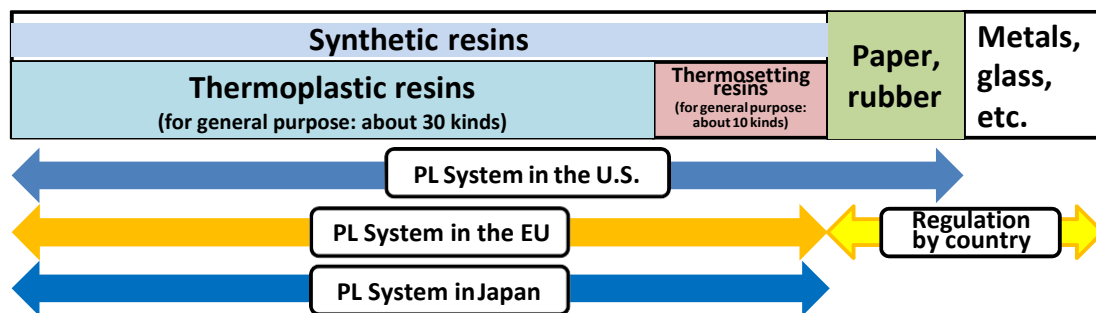 Synthetic resins
Thermoplastic resins
(for general purpose: about 30 kinds)
Thermosetting
resins
(for general purpose:
about 10 kinds)
Paper,
rubber
Metals,
glass,
etc.
PL System in the U.S.
PL System in the EU
Regulation
by country
PL System in Japan